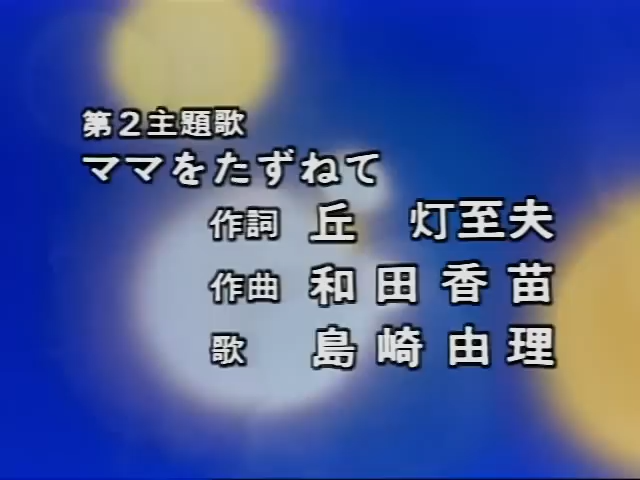 第2主題歌
ママをたずねて
作詞 丘 灯至夫
作曲 和田香苗
歌 島崎由理